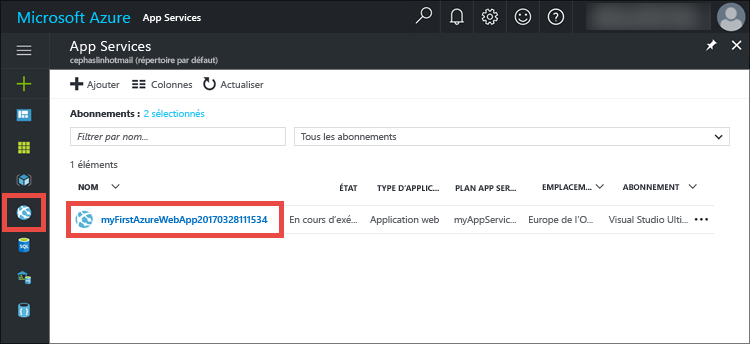 Microsoft Azure App Services
App Services
cephaslinhotmail (répertoire par défaut)
Ajouter Colonnes Actualiser
Abonnements : 2 sélectionnés
Filtrer par nom... Tous les abonnements
1 éléments
NOM ÉTAT TYPE D'APPLIC... PLAN APP SER... EMPLACEM... ABONNEMENT
myFirstAzureWebApp20170328111534 En cours d'exé... Application web myAppServic... Europe de l'O... Visual Studio Ulti...
SQL